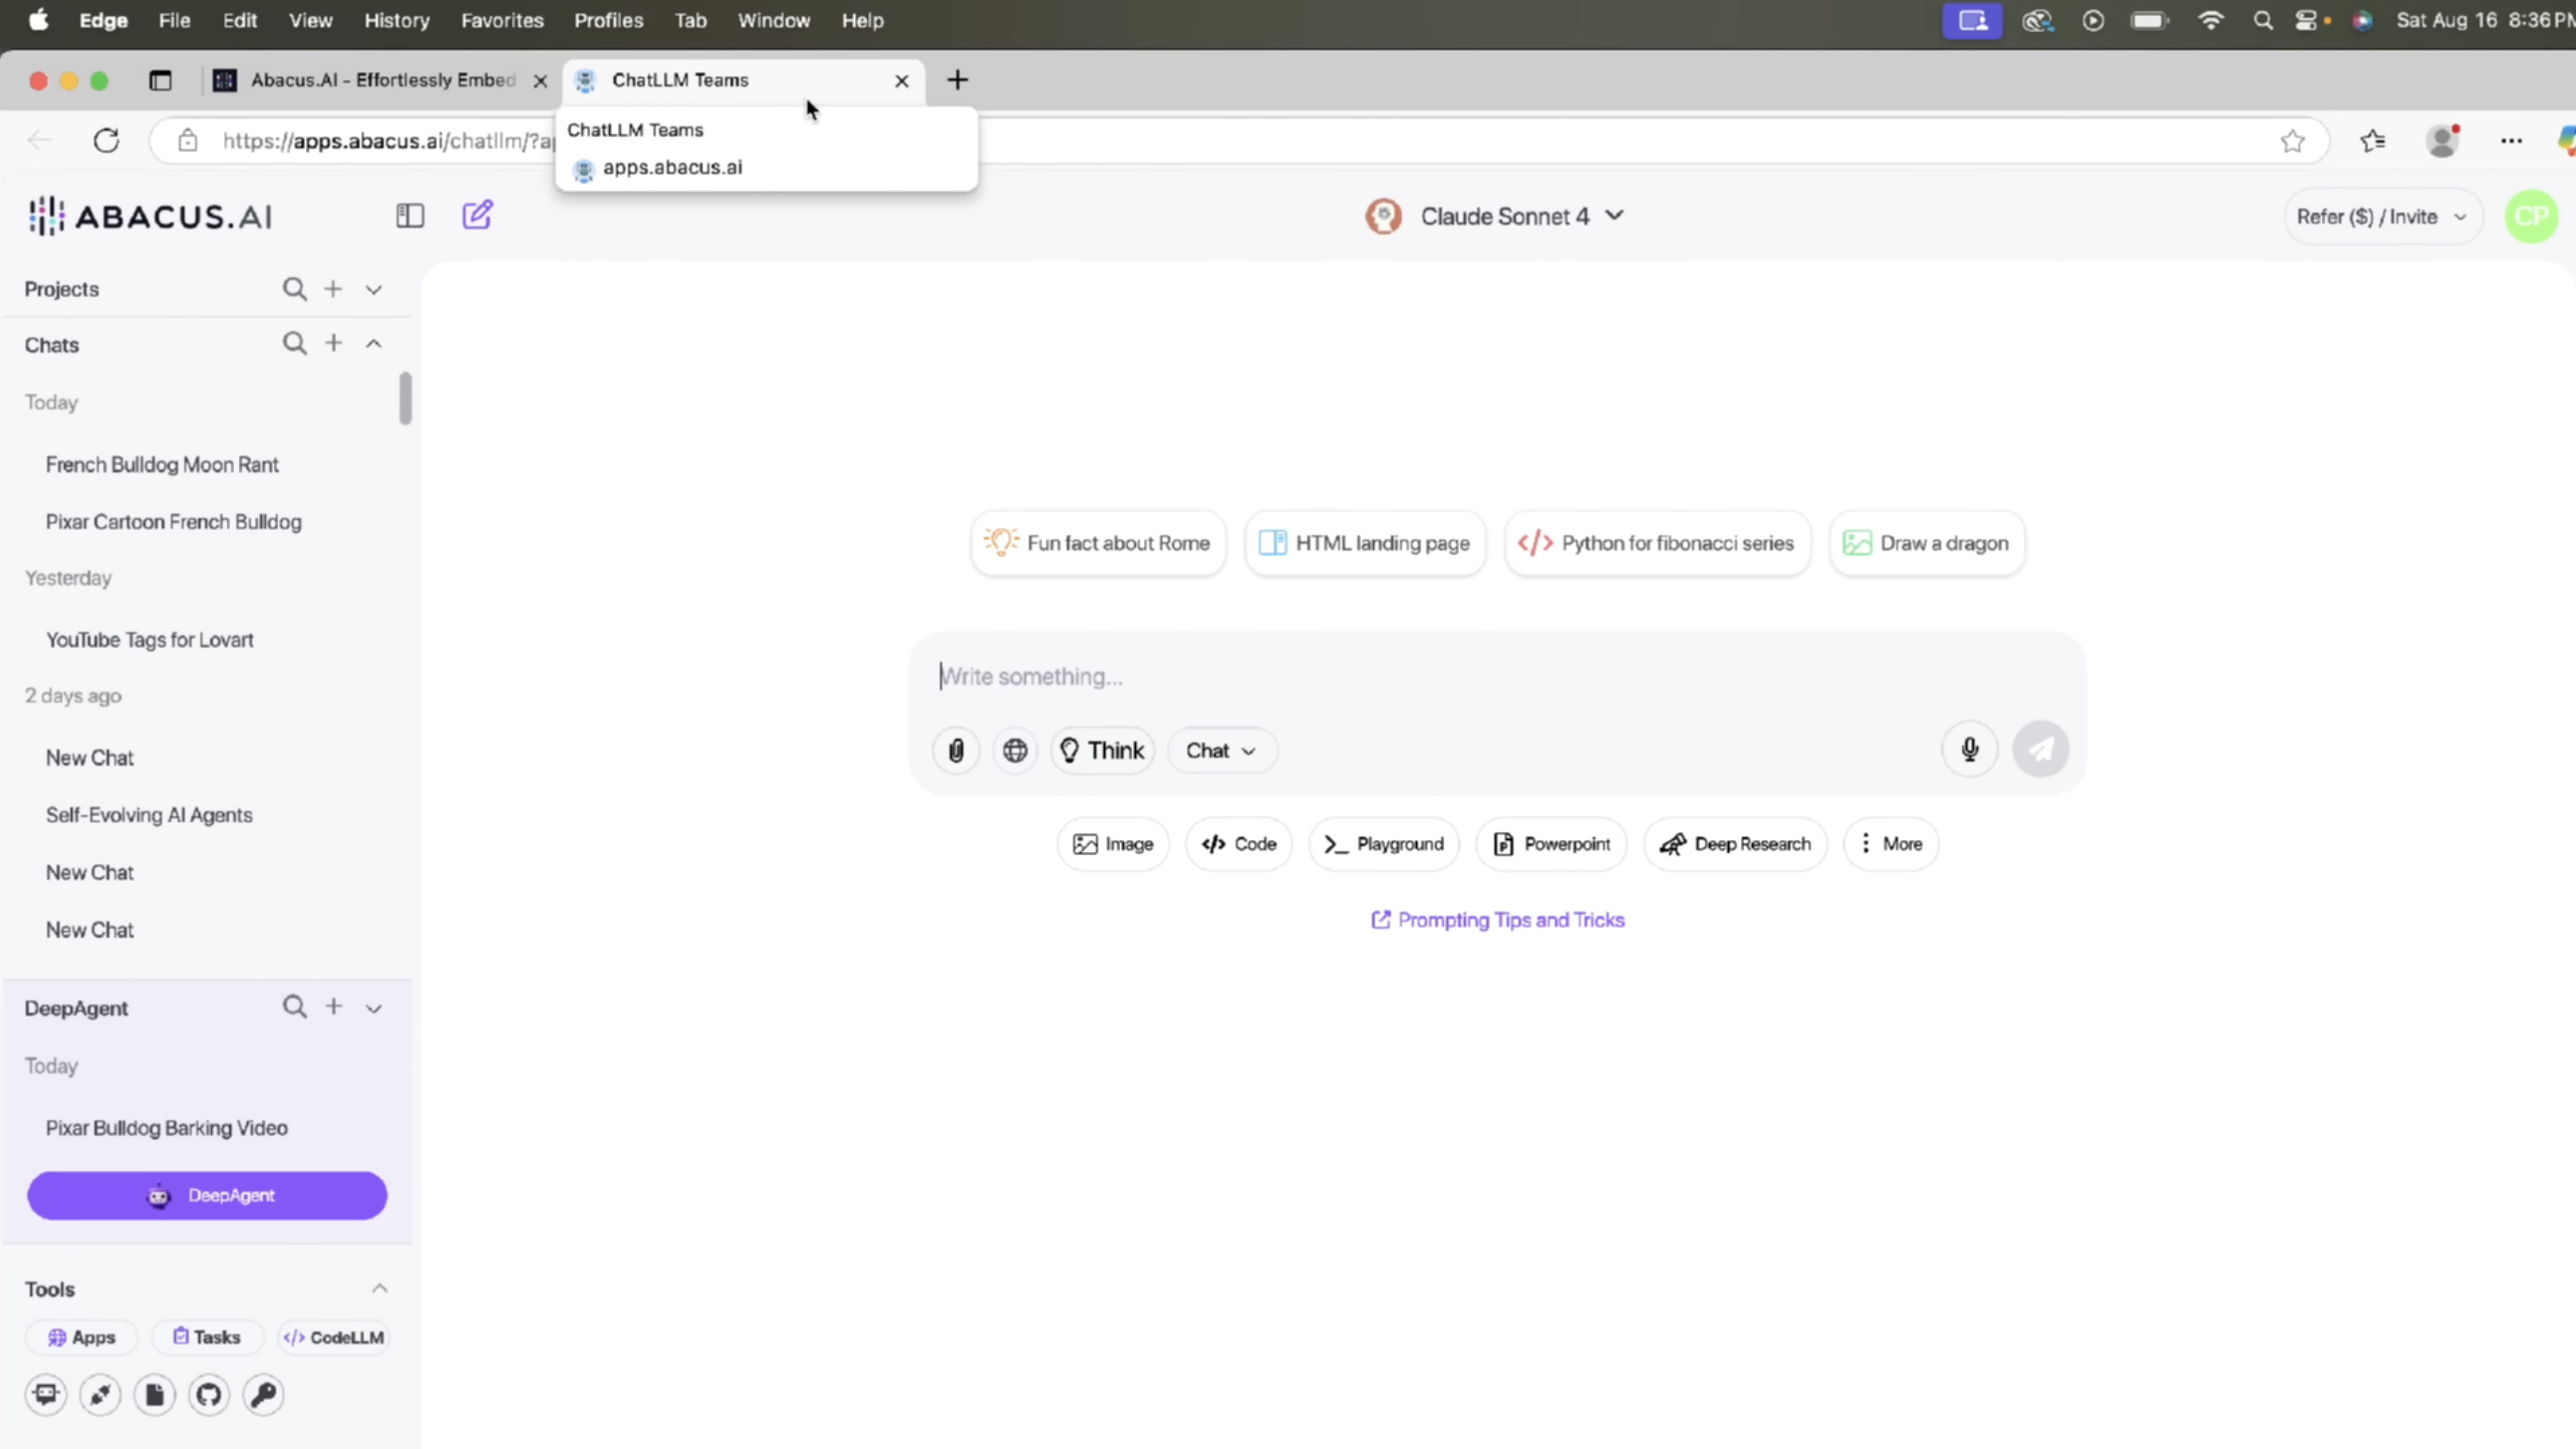 Edge File Edit View History Favorites Profiles Tab Window Help Sat Aug 16 8:36
Abacus.AI - Effortlessly Embed ChatLLM Teams
https://apps.abacus.ai/chatllm/?a
ChatLLM Teams
apps.abacus.ai
ABACUS.AI Claude Sonnet 4 Refer ($) / Invite CP
Projects
Chats
Today
French Bulldog Moon Rant
Pixar Cartoon French Bulldog
Yesterday
YouTube Tags for Lovart
2 days ago
New Chat
Self-Evolving AI Agents
New Chat
New Chat
DeepAgent
Today
Pixar Bulldog Barking Video
DeepAgent
Tools
Apps Tasks </> CodeLLM
Fun fact about Rome HTML landing page </> Python for fibonacci series Draw a dragon
Write something...
Think Chat
Image </> Code >_ Playground Powerpoint Deep Research More
Prompting Tips and Tricks